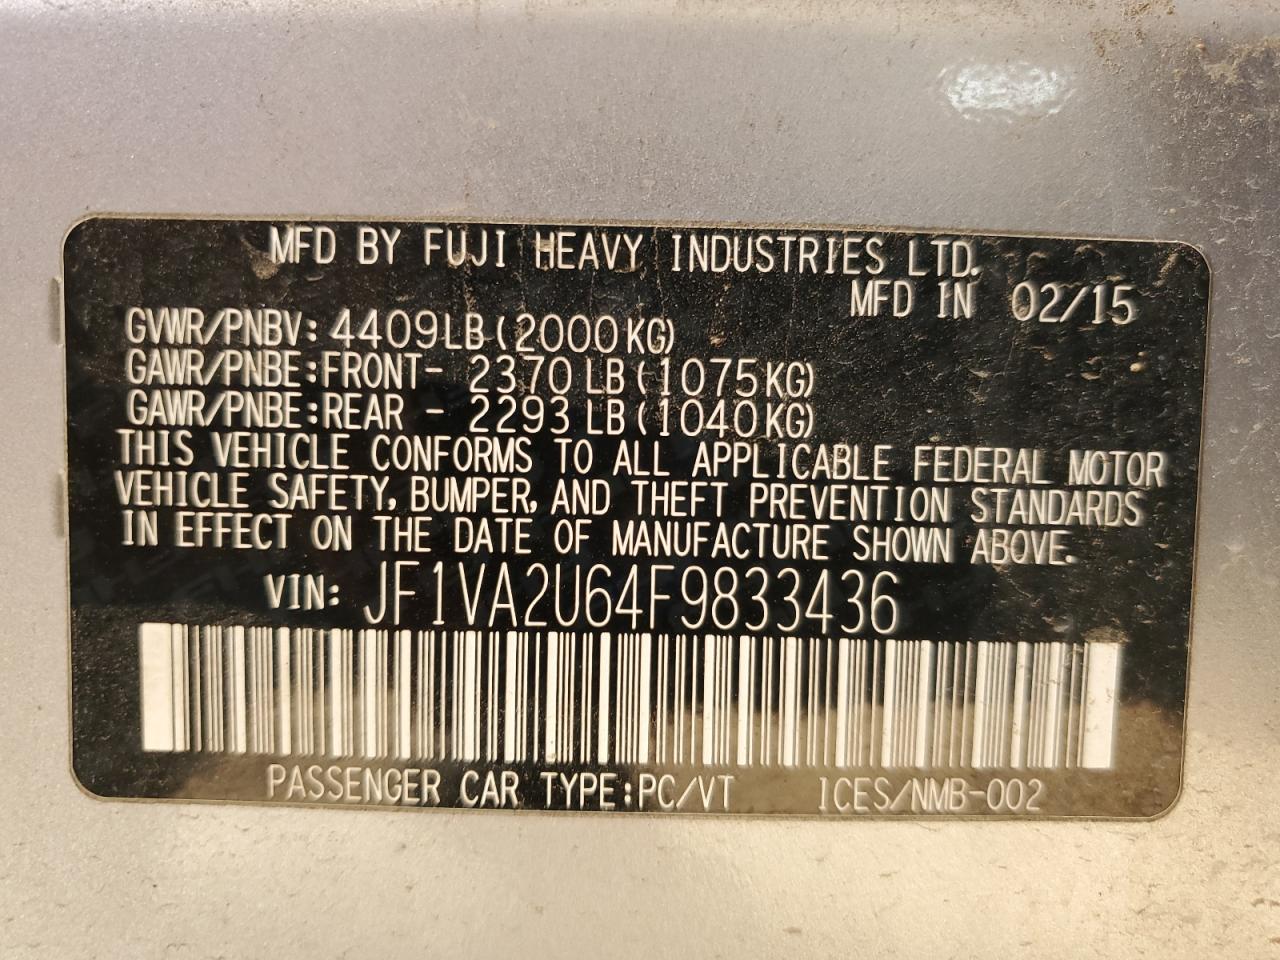 MFD BY FUJI HEAVY INDUSTRIES LTD.
MFD IN 02/15
GVWR/PNBV: 4409LB (2000KG)
GAWR/PNBE:FRONT- 2370LB (1075KG)
GAWR/PNBE:REAR - 2293LB (1040KG)
THIS VEHICLE CONFORMS TO ALL APPLICABLE FEDERAL MOTOR
VEHICLE SAFETY, BUMPER, AND THEFT PREVENTION STANDARDS
IN EFFECT ON THE DATE OF MANUFACTURE SHOWN ABOVE.
VIN: JF1VA2U64F9833436
PASSENGER CAR TYPE:PC/VT ICES/NMB-002